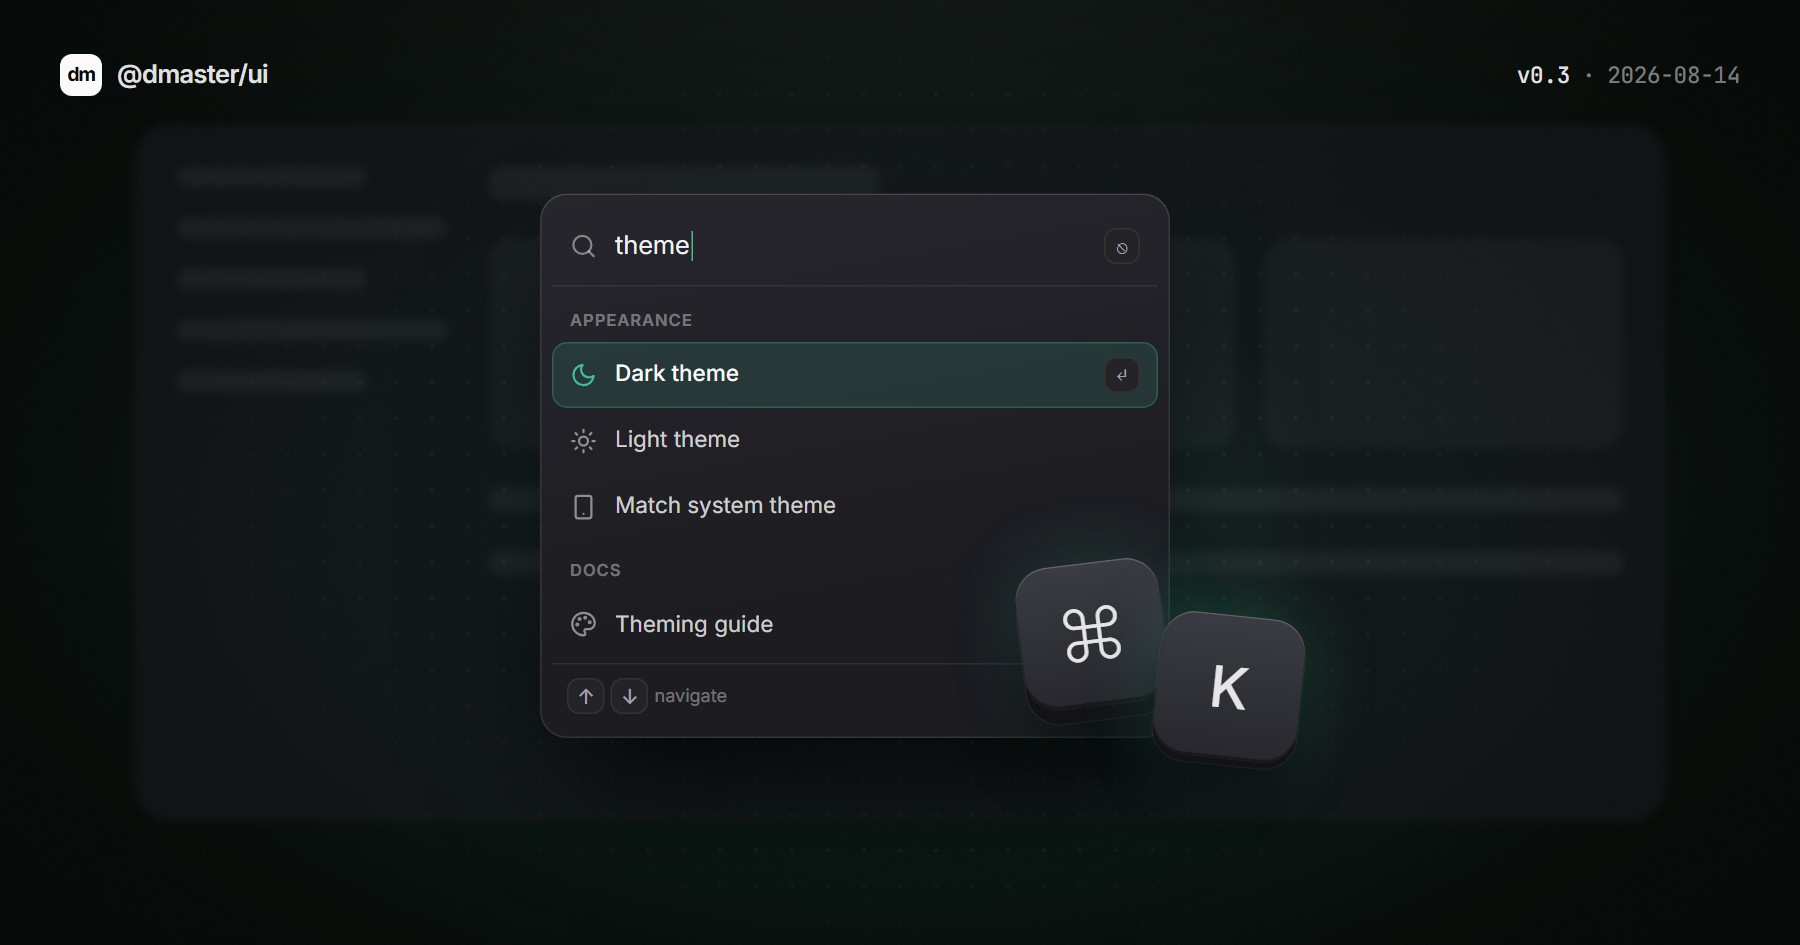 dm @dmaster/ui
v0.3 · 2026-08-14
theme
APPEARANCE
Dark theme ↵
Light theme
Match system theme
DOCS
Theming guide
↑ ↓ navigate
⌘
K